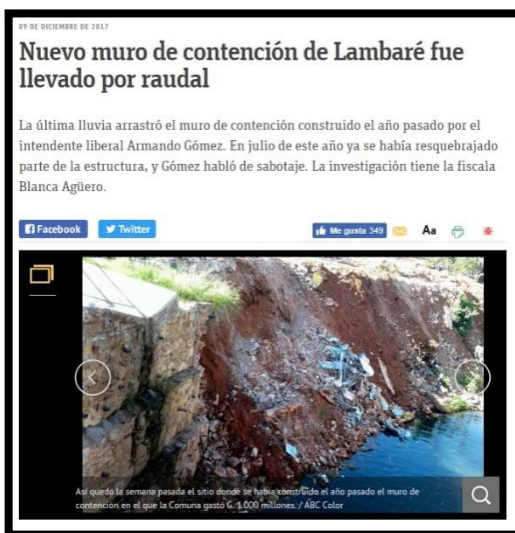 09 DE DICIEMBRE DE 2017
Nuevo muro de contención de Lambaré fue
llevado por raudal
La última lluvia arrastró el muro de contención construido el año pasado por el
intendente liberal Armando Gómez. En julio de este año ya se había resquebrajado
parte de la estructura, y Gómez habló de sabotaje. La investigación tiene la fiscala
Blanca Agüero.
Facebook Twitter Me gusta 349 Aa
Así quedo la semana pasada el sitio donde se había construido el año pasado el muro de
contención en el que la Comuna gastó G. 1.000 millones. / ABC Color